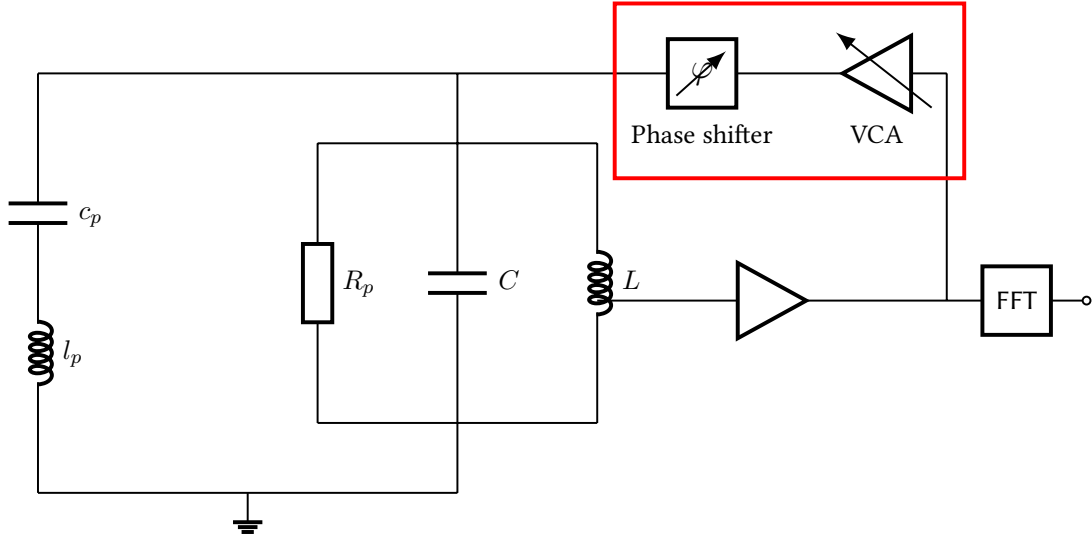 φ
Phase shifter
VCA
c_p
R_p
C
L
l_p
FFT